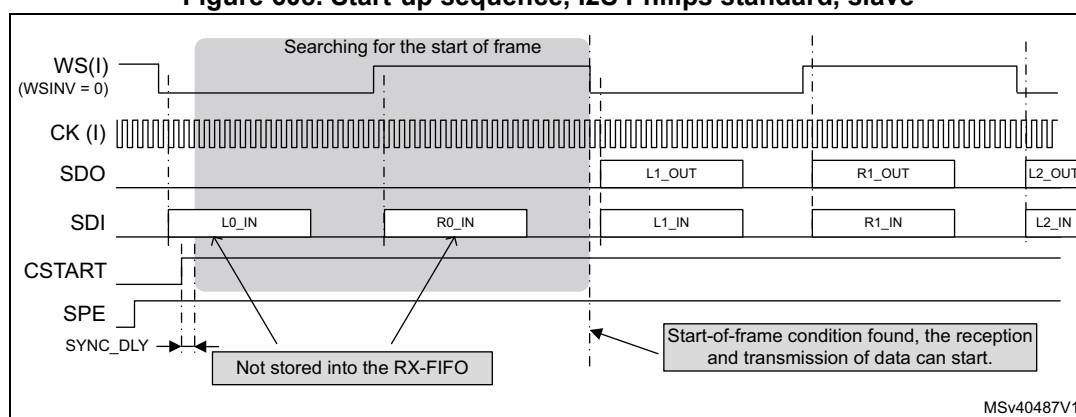 Figure Start-up sequence, I2S Philips standard, slave
Searching for the start of frame
WS(I)
(WSINV = 0)
CK (I)
SDO
L1_OUT
R1_OUT
L2_OUT
SDI
L0_IN
R0_IN
L1_IN
R1_IN
L2_IN
CSTART
SPE
SYNC_DLY
Not stored into the RX-FIFO
Start-of-frame condition found, the reception
and transmission of data can start.
MSv40487V1